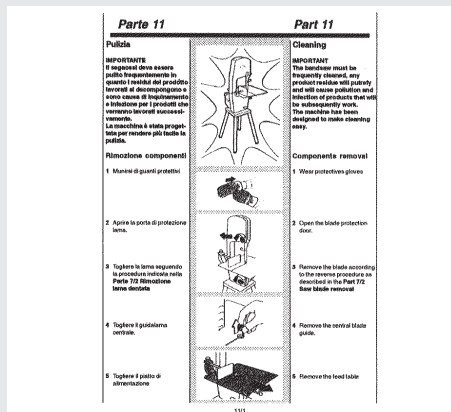 Parte 11
Part 11
Pulizia
IMPORTANTE
Il segaossi deve essere
pulito frequentemente in
quanto i residui del prodotto
lavorati si decompongono e
sono causa di inquinamento
e infezione per i prodotti che
verranno lavorati successi-
vamente.
La macchina è stata proget-
tata per rendere più facile la
pulizia.
Rimozione componenti
1 Munirsi di guanti protettivi
2 Aprire la porta di protezione
lama.
3 Togliere la lama seguendo
la procedura indicata nella
Parte 7/2 Rimozione
lama dentata
4 Togliere il guidalama
centrale.
5 Togliere il piatto di
alimentazione
Cleaning
IMPORTANT
The bandsaw must be
frequently cleaned, any
product residue will putrefy
and will cause pollution and
infection of products that will
be subsequently work.
The machine has been
designed to make cleaning
easy.
Components removal
1 Wear protectives gloves
2 Open the blade protection
door.
3 Remove the blade according
to the reverse procedure as
described in the Part 7/2
Saw blade removal
4 Remove the central blade
guide.
5 Remove the feed table
11/1